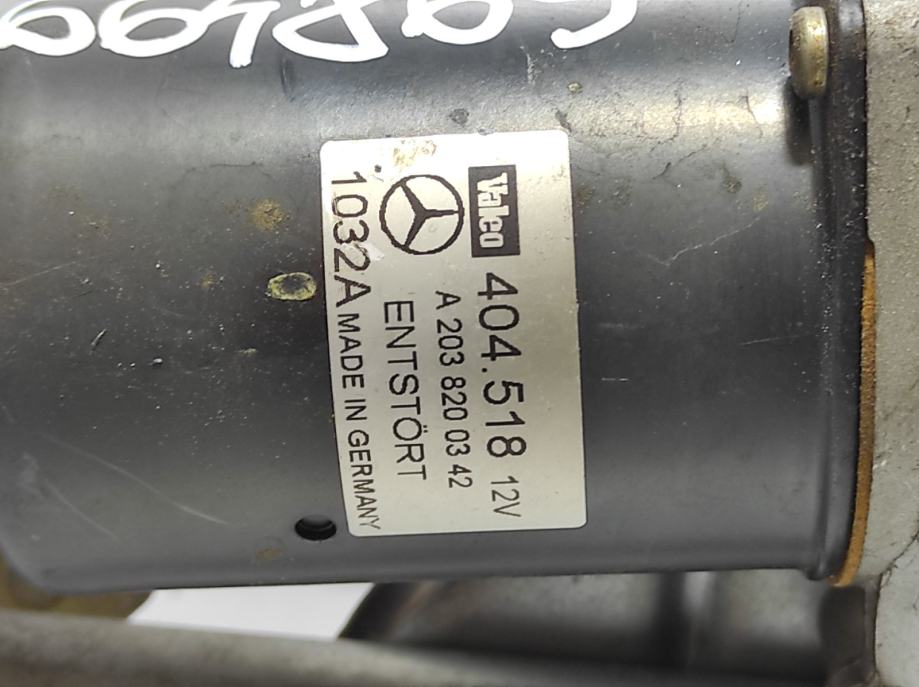 Valeo 404.518 12V
A 203 820 03 42
ENTSTÖRT
1032A MADE IN GERMANY